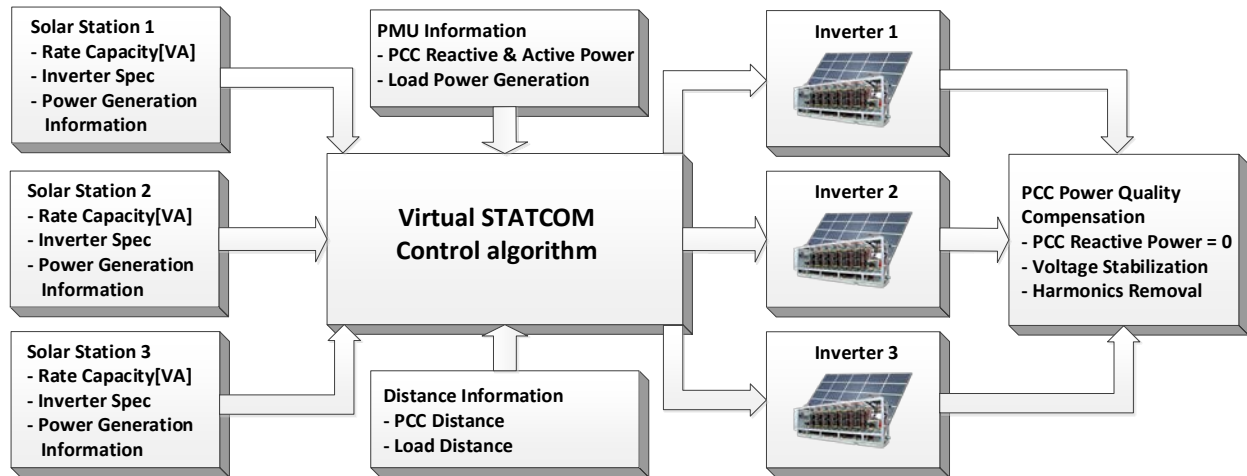 Solar Station 1
- Rate Capacity[VA]
- Inverter Spec
- Power Generation
Information
Solar Station 2
- Rate Capacity[VA]
- Inverter Spec
- Power Generation
Information
Solar Station 3
- Rate Capacity[VA]
- Inverter Spec
- Power Generation
Information
PMU Information
- PCC Reactive & Active Power
- Load Power Generation
Virtual STATCOM
Control algorithm
Distance Information
- PCC Distance
- Load Distance
Inverter 1
Inverter 2
Inverter 3
PCC Power Quality
Compensation
- PCC Reactive Power = 0
- Voltage Stabilization
- Harmonics Removal